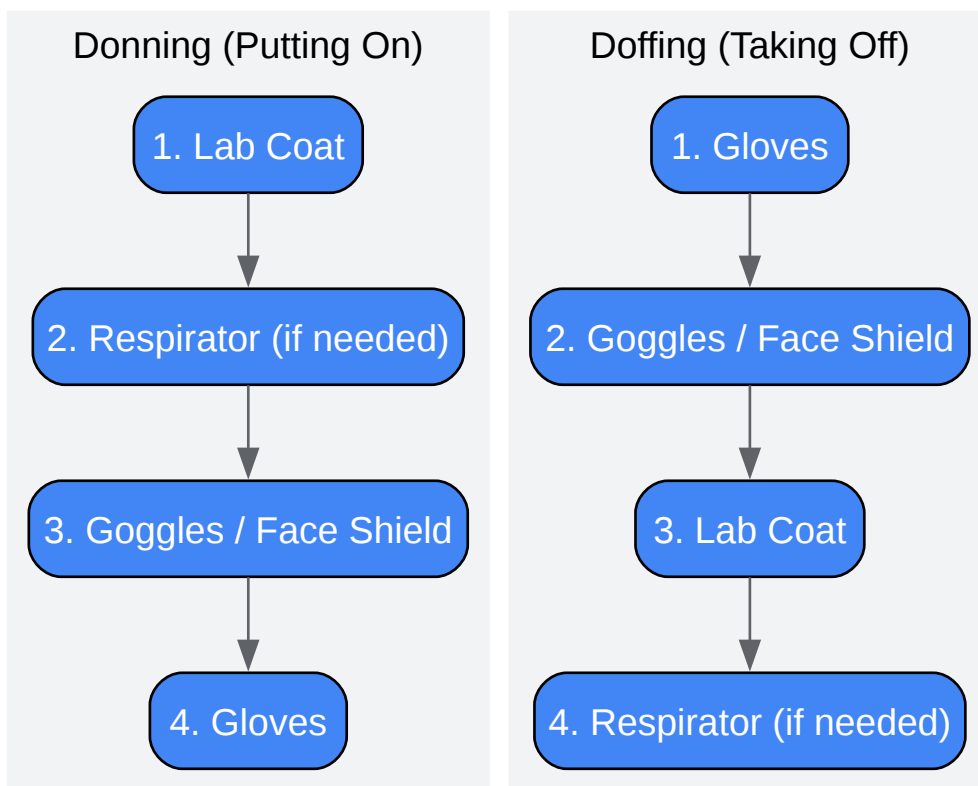 Donning (Putting On)
1. Lab Coat
2. Respirator (if needed)
3. Goggles / Face Shield
4. Gloves
Doffing (Taking Off)
1. Gloves
2. Goggles / Face Shield
3. Lab Coat
4. Respirator (if needed)